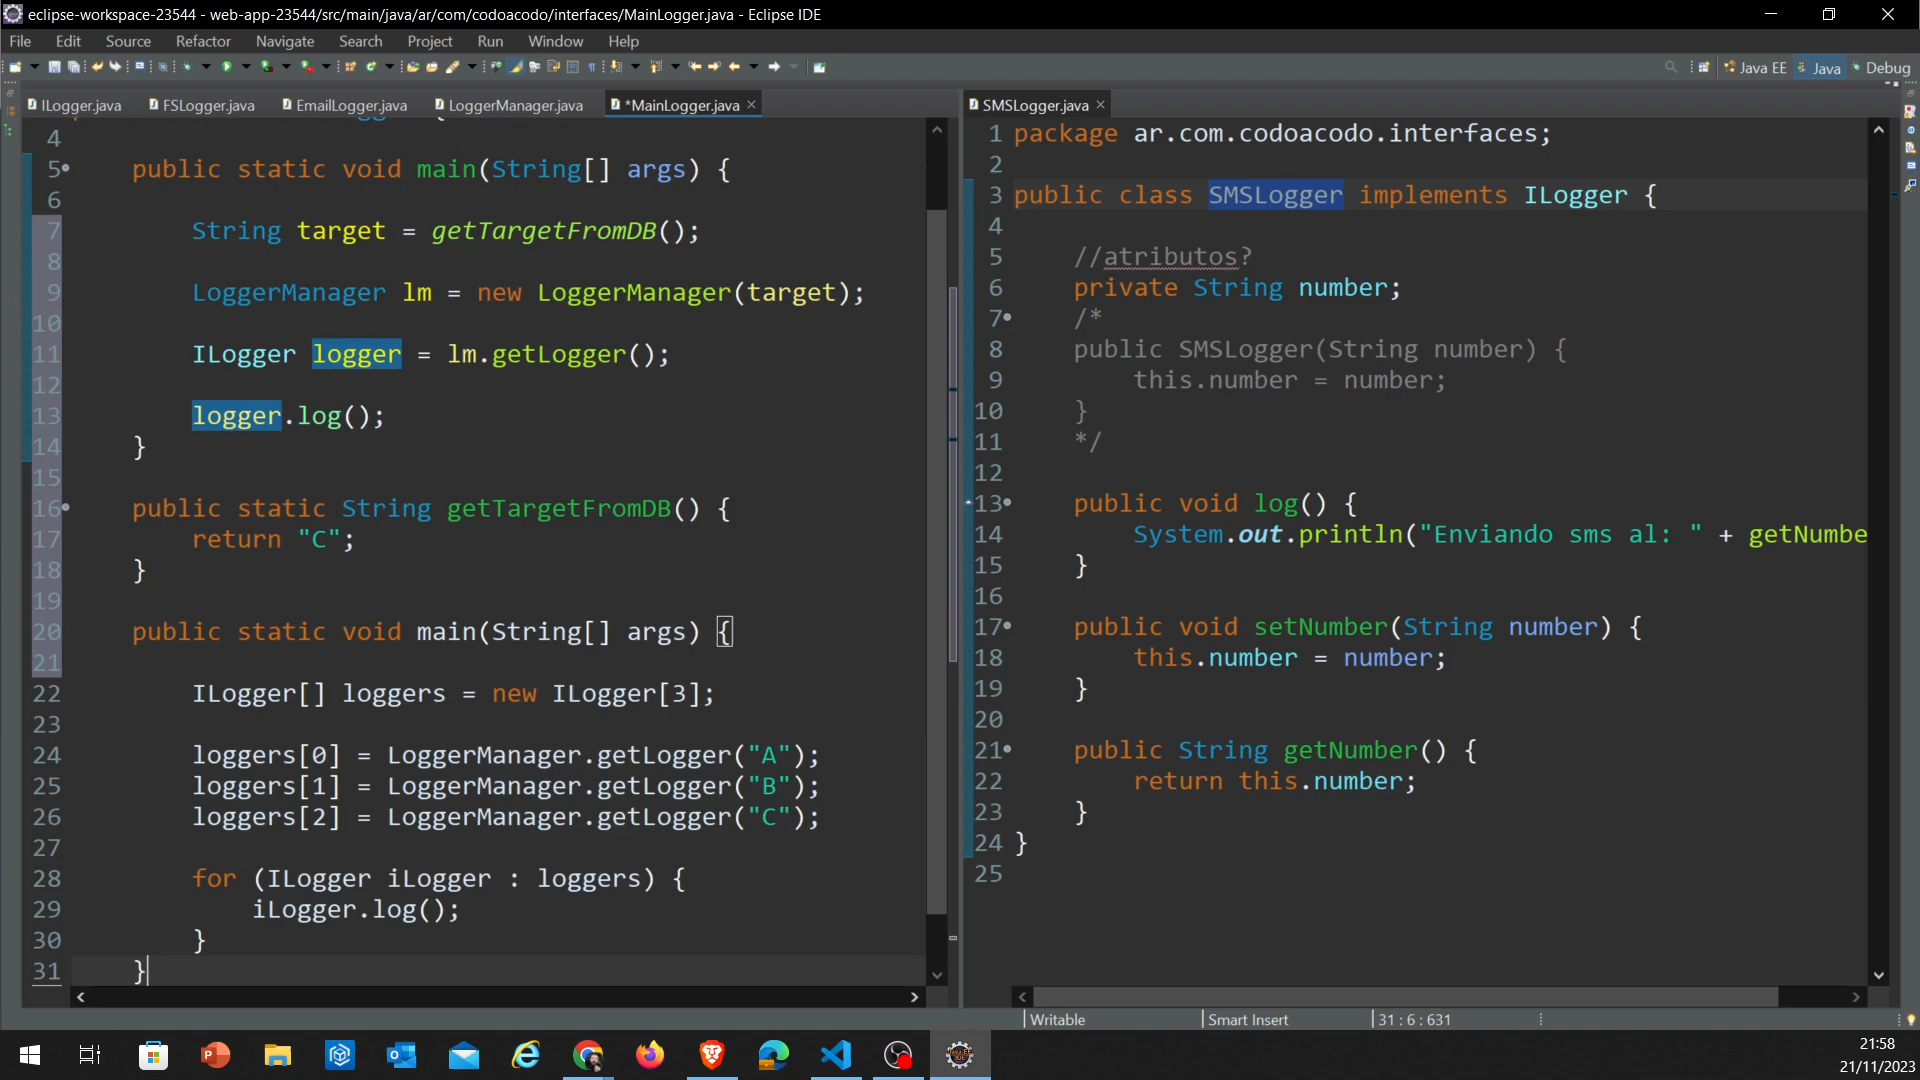 eclipse-workspace-23544 - web-app-23544/src/main/java/ar/com/codoacodo/interfaces/MainLogger.java - Eclipse IDE
File Edit Source Refactor Navigate Search Project Run Window Help
Java EE Java Debug
ILogger.java FSLogger.java EmailLogger.java LoggerManager.java *MainLogger.java
4
5 public static void main(String[] args) {
6
7 String target = getTargetFromDB();
8
9 LoggerManager lm = new LoggerManager(target);
10
11 ILogger logger = lm.getLogger();
12
13 logger.log();
14 }
15
16 public static String getTargetFromDB() {
17 return "C";
18 }
19
20 public static void main(String[] args) {
21
22 ILogger[] loggers = new ILogger[3];
23
24 loggers[0] = LoggerManager.getLogger("A");
25 loggers[1] = LoggerManager.getLogger("B");
26 loggers[2] = LoggerManager.getLogger("C");
27
28 for (ILogger iLogger : loggers) {
29 iLogger.log();
30 }
31 }
SMSLogger.java
1 package ar.com.codoacodo.interfaces;
2
3 public class SMSLogger implements ILogger {
4
5 //atributos?
6 private String number;
7 /*
8 public SMSLogger(String number) {
9 this.number = number;
10 }
11 */
12
13 public void log() {
14 System.out.println("Enviando sms al: " + getNumbe
15 }
16
17 public void setNumber(String number) {
18 this.number = number;
19 }
20
21 public String getNumber() {
22 return this.number;
23 }
24 }
25
Writable Smart Insert 31 : 6 : 631
21:58
21/11/2023